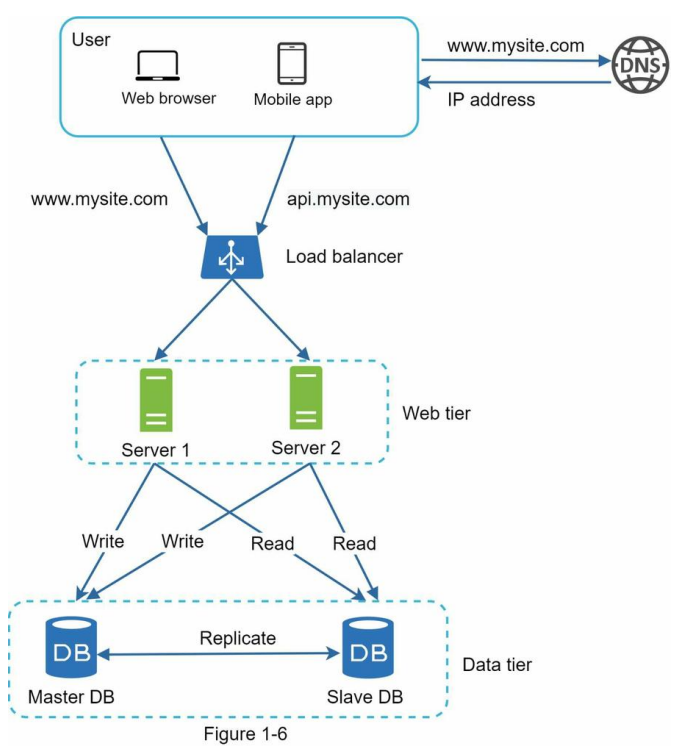 User
www.mysite.com
DNS
Web browser
Mobile app
IP address
www.mysite.com
api.mysite.com
Load balancer
Web tier
Server 1
Server 2
Write
Write
Read
Read
Replicate
DB
DB
Data tier
Master DB
Slave DB
Figure 1-6